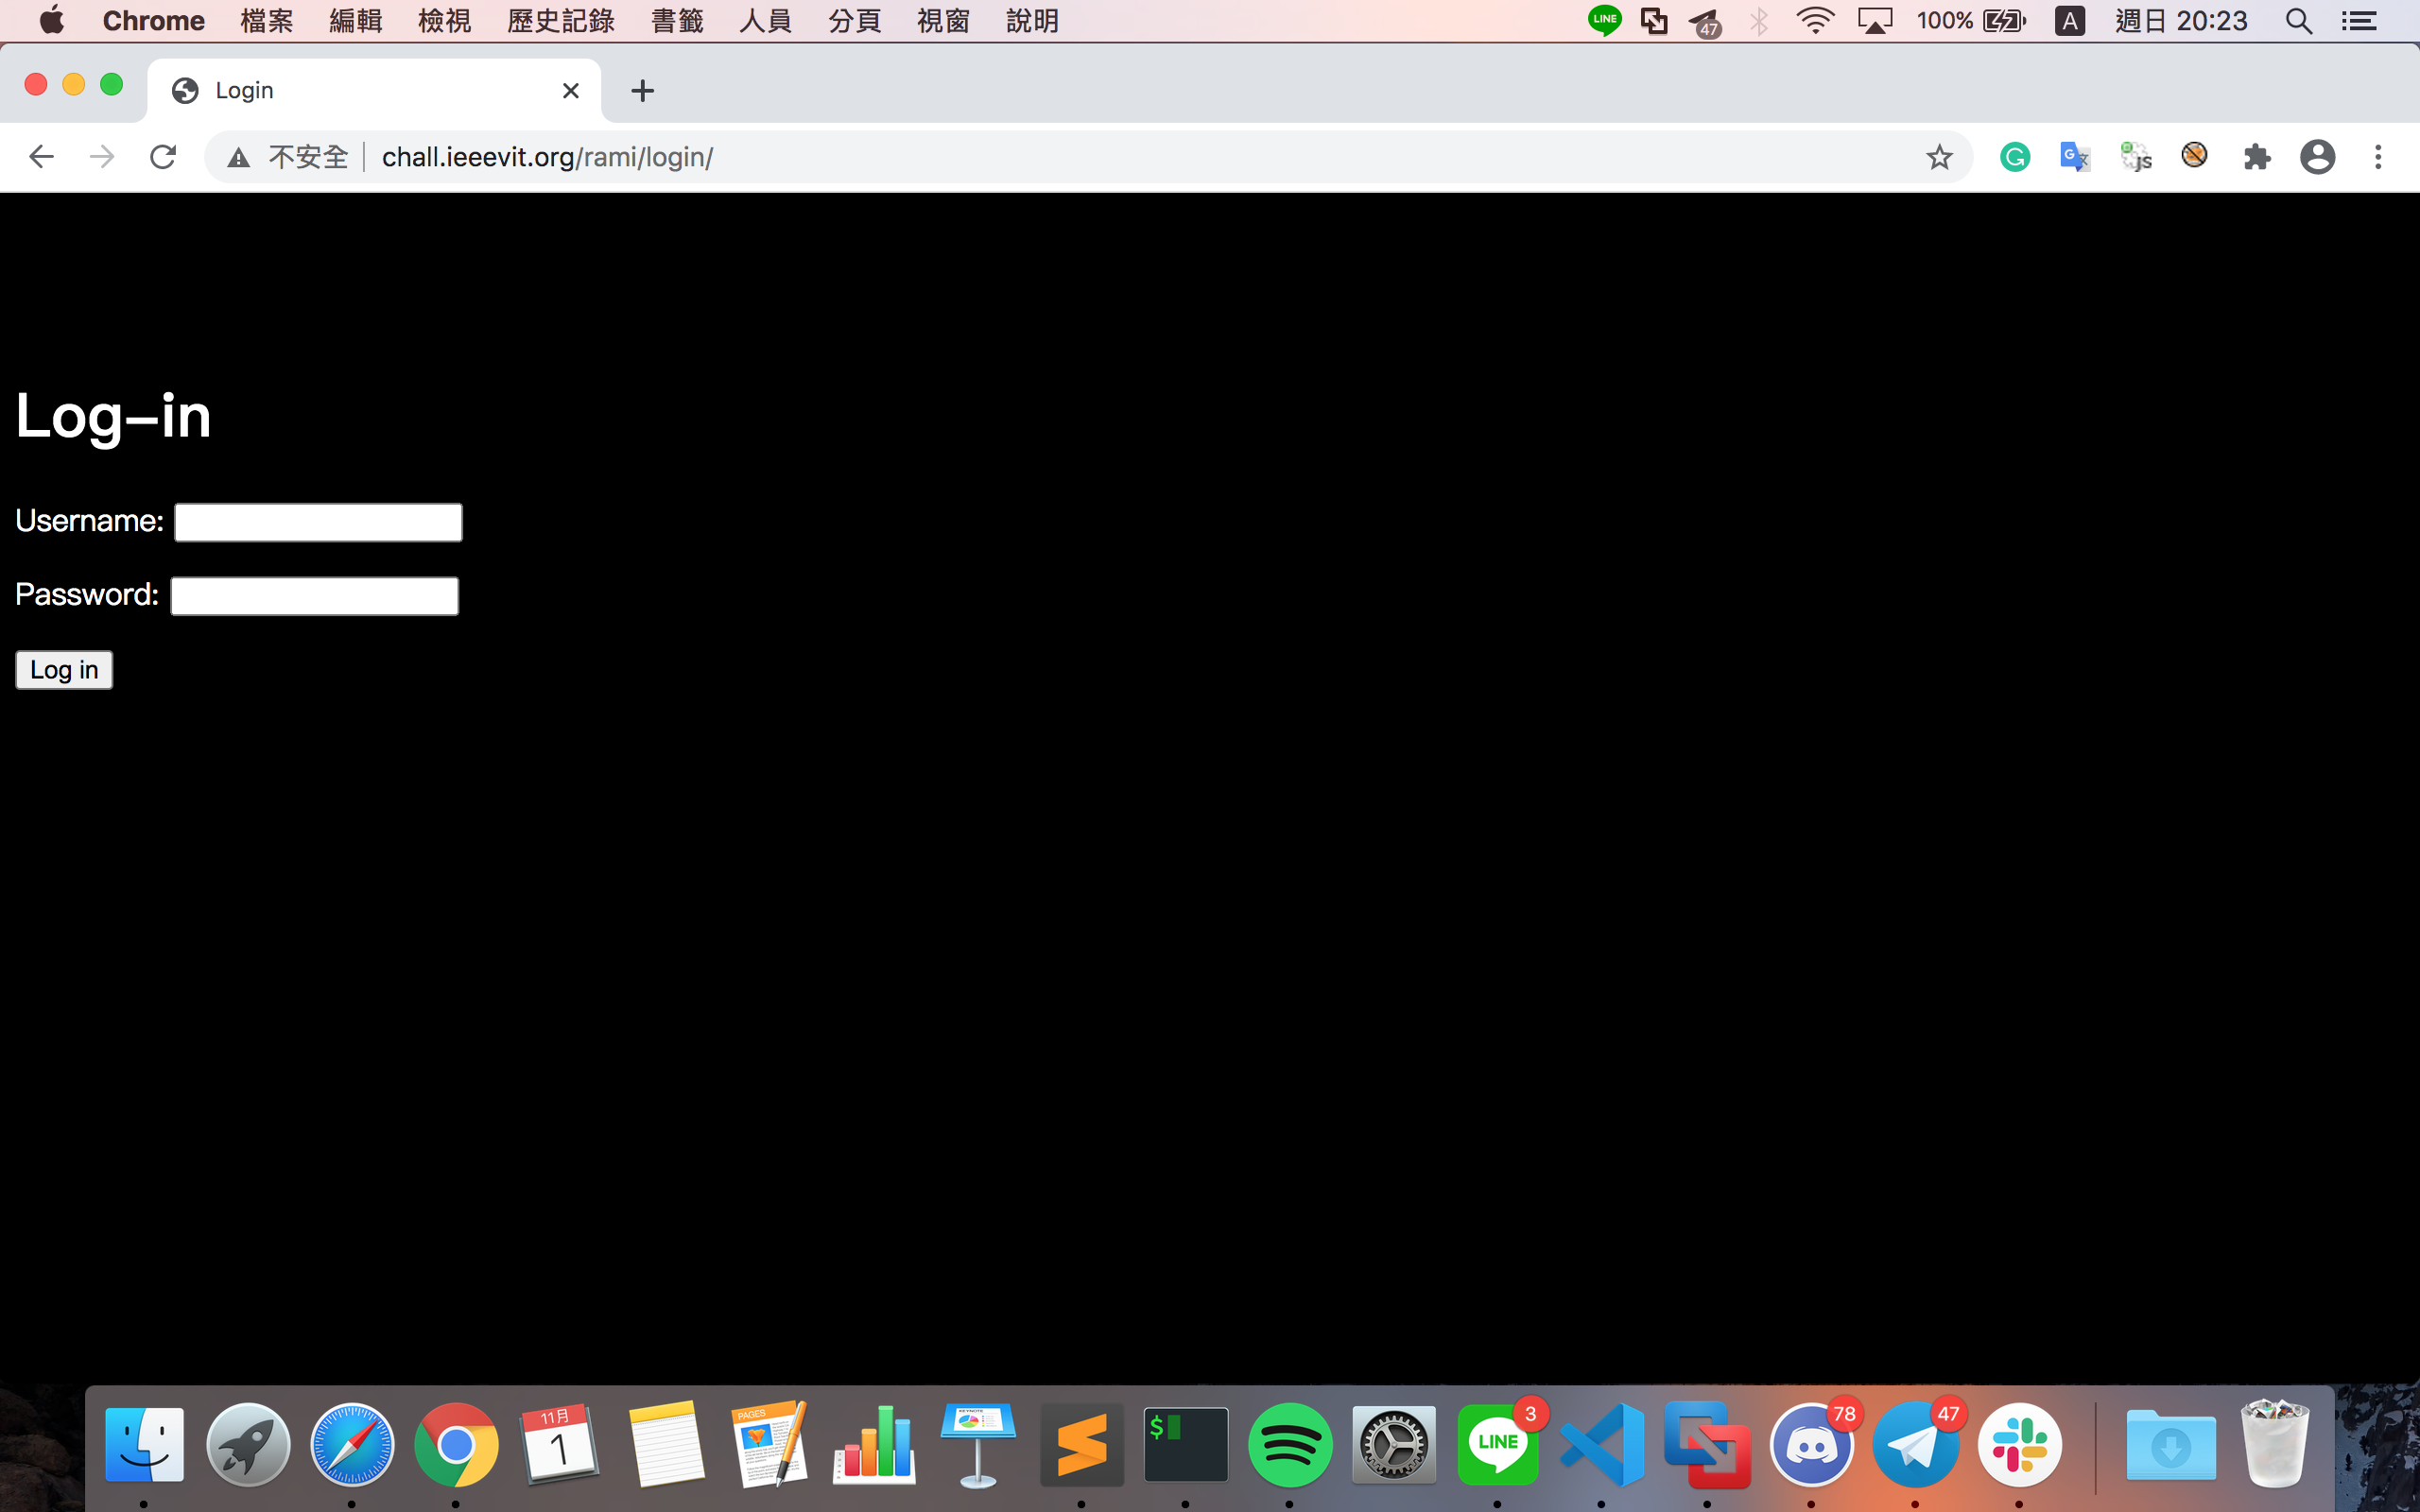 Chrome 檔案 編輯 檢視 歷史記錄 書籤 人員 分頁 視窗 說明 LINE 47 100% A 週日 20:23
Login
不安全 chall.ieeevit.org/rami/login/
Log-in
Username:
Password:
Log in
11月
1
PAGES
KEYNOTE
$
LINE
3
78
47